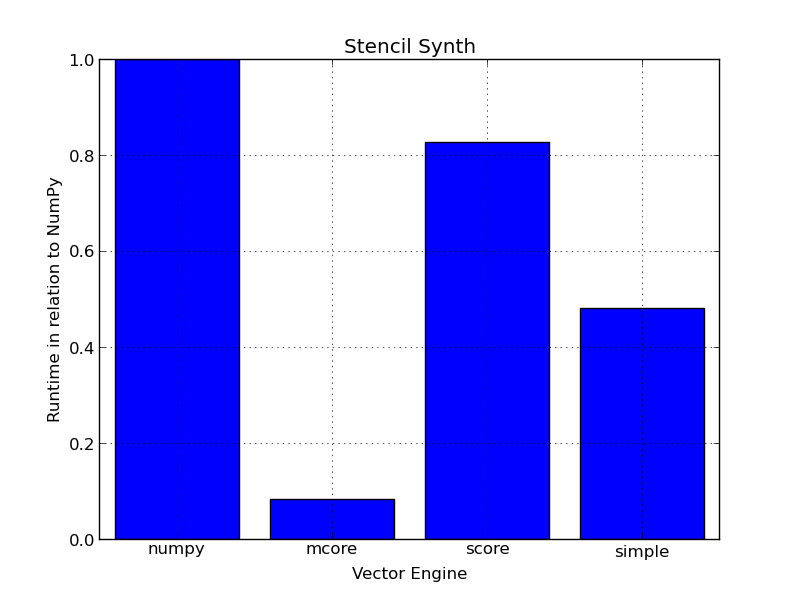 Stencil Synth
1.0
0.8
0.6
0.4
0.2
0.0
Runtime in relation to NumPy
numpy mcore score simple
Vector Engine